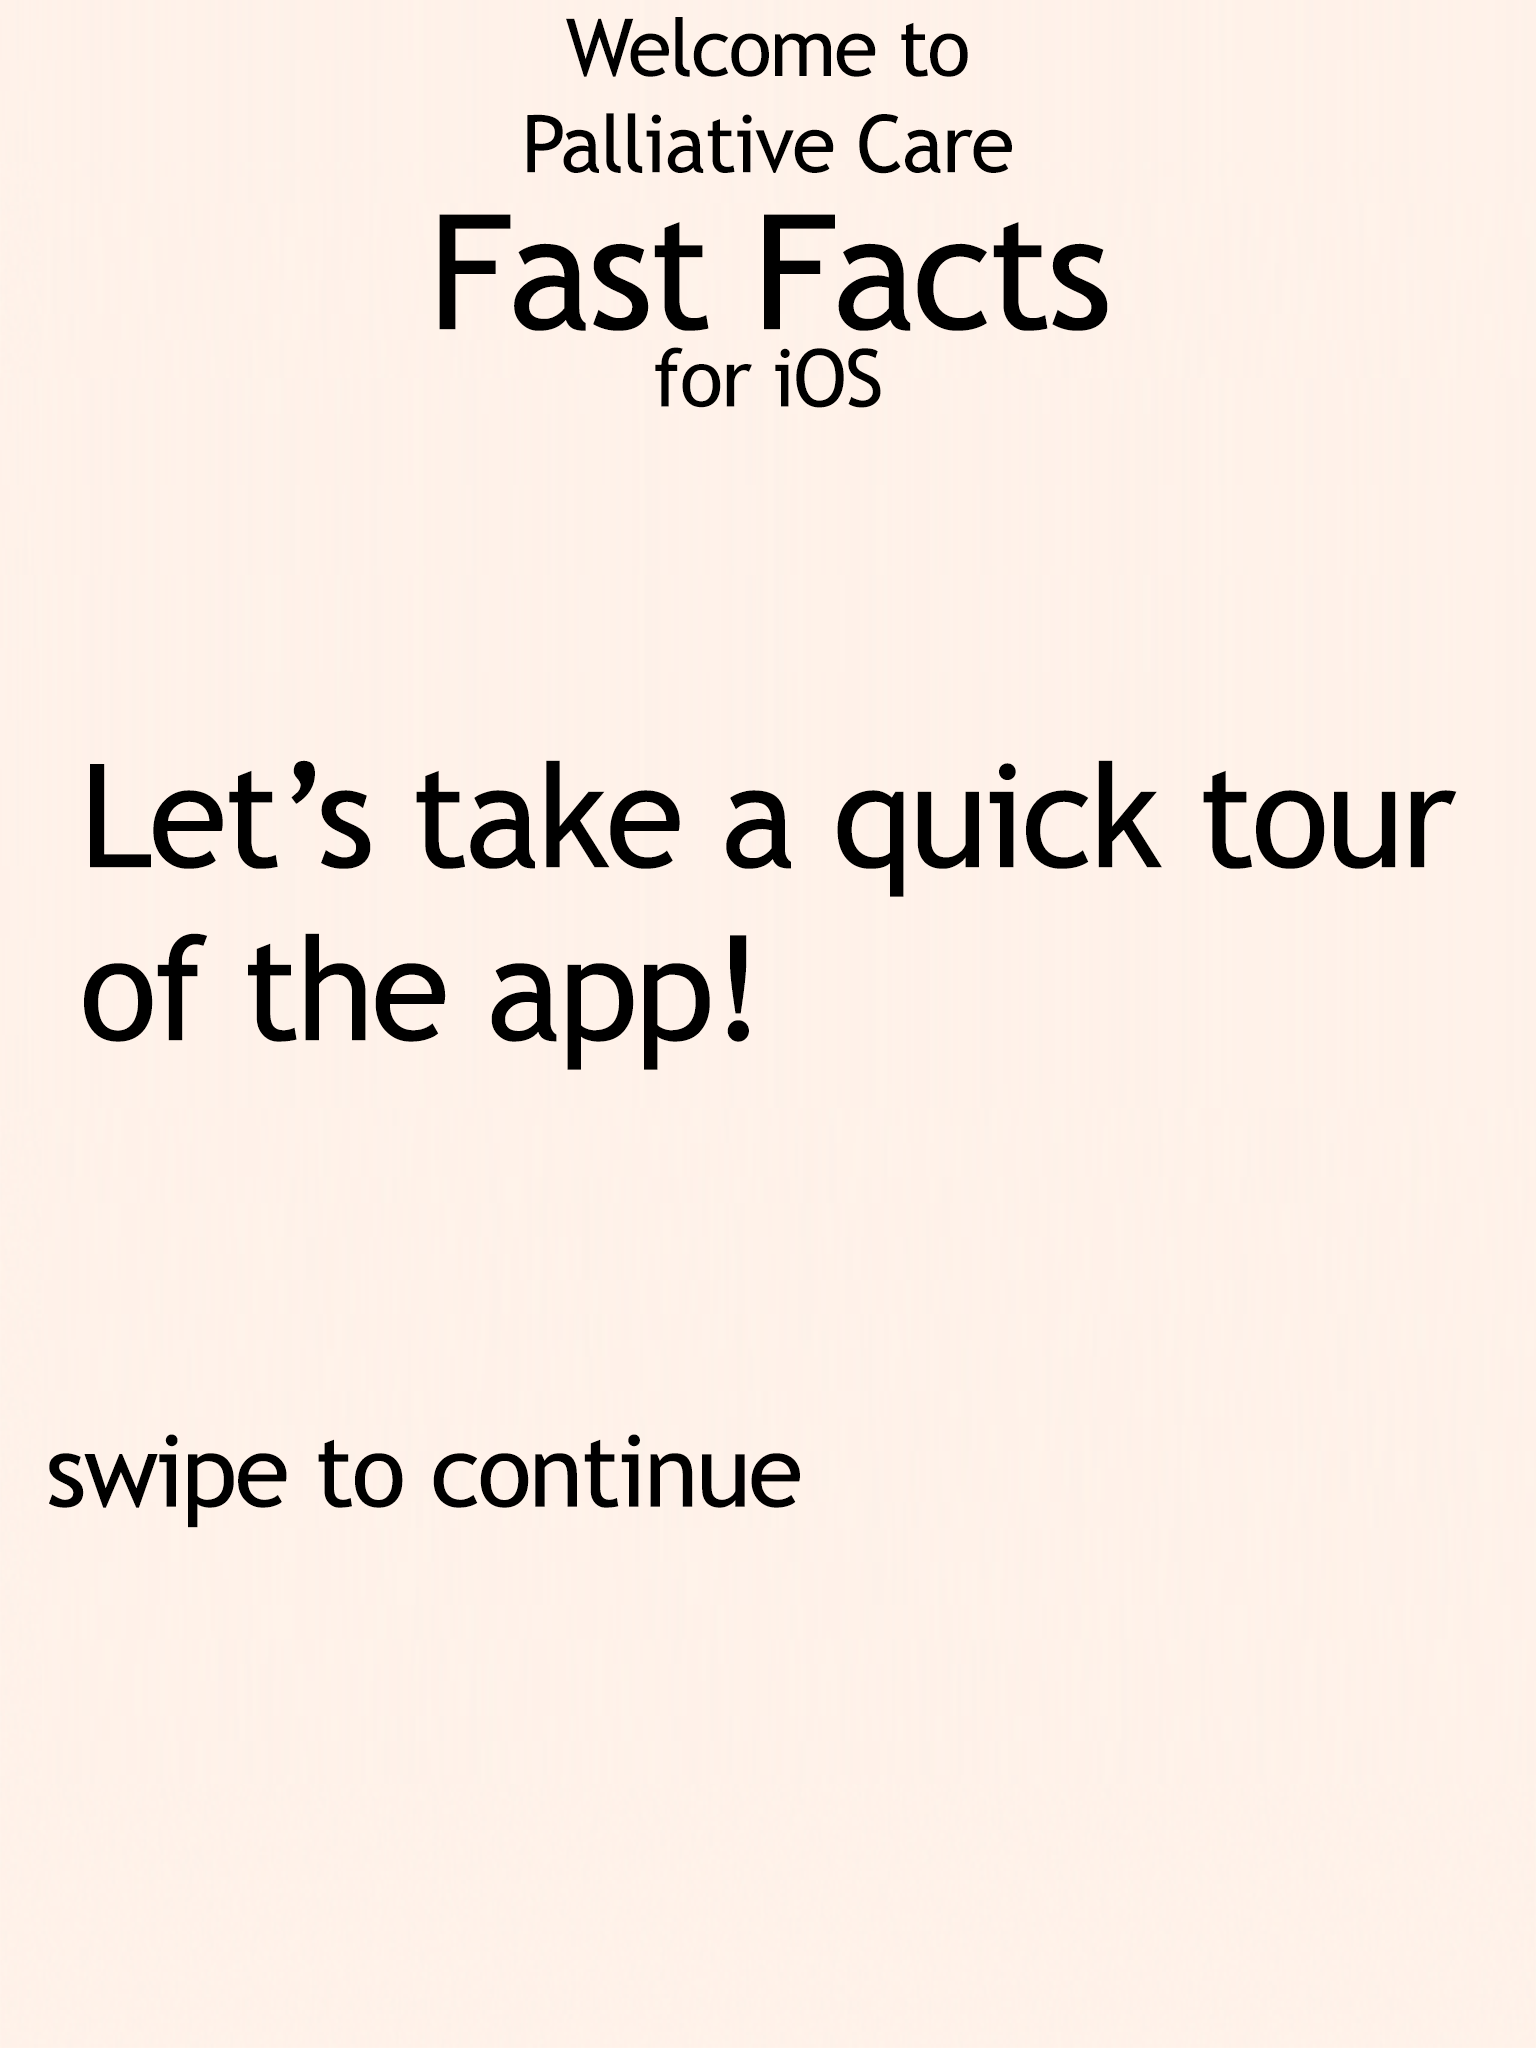 Welcome to
Palliative Care
Fast Facts
for iOS
Let’s take a quick tour
of the app!
swipe to continue